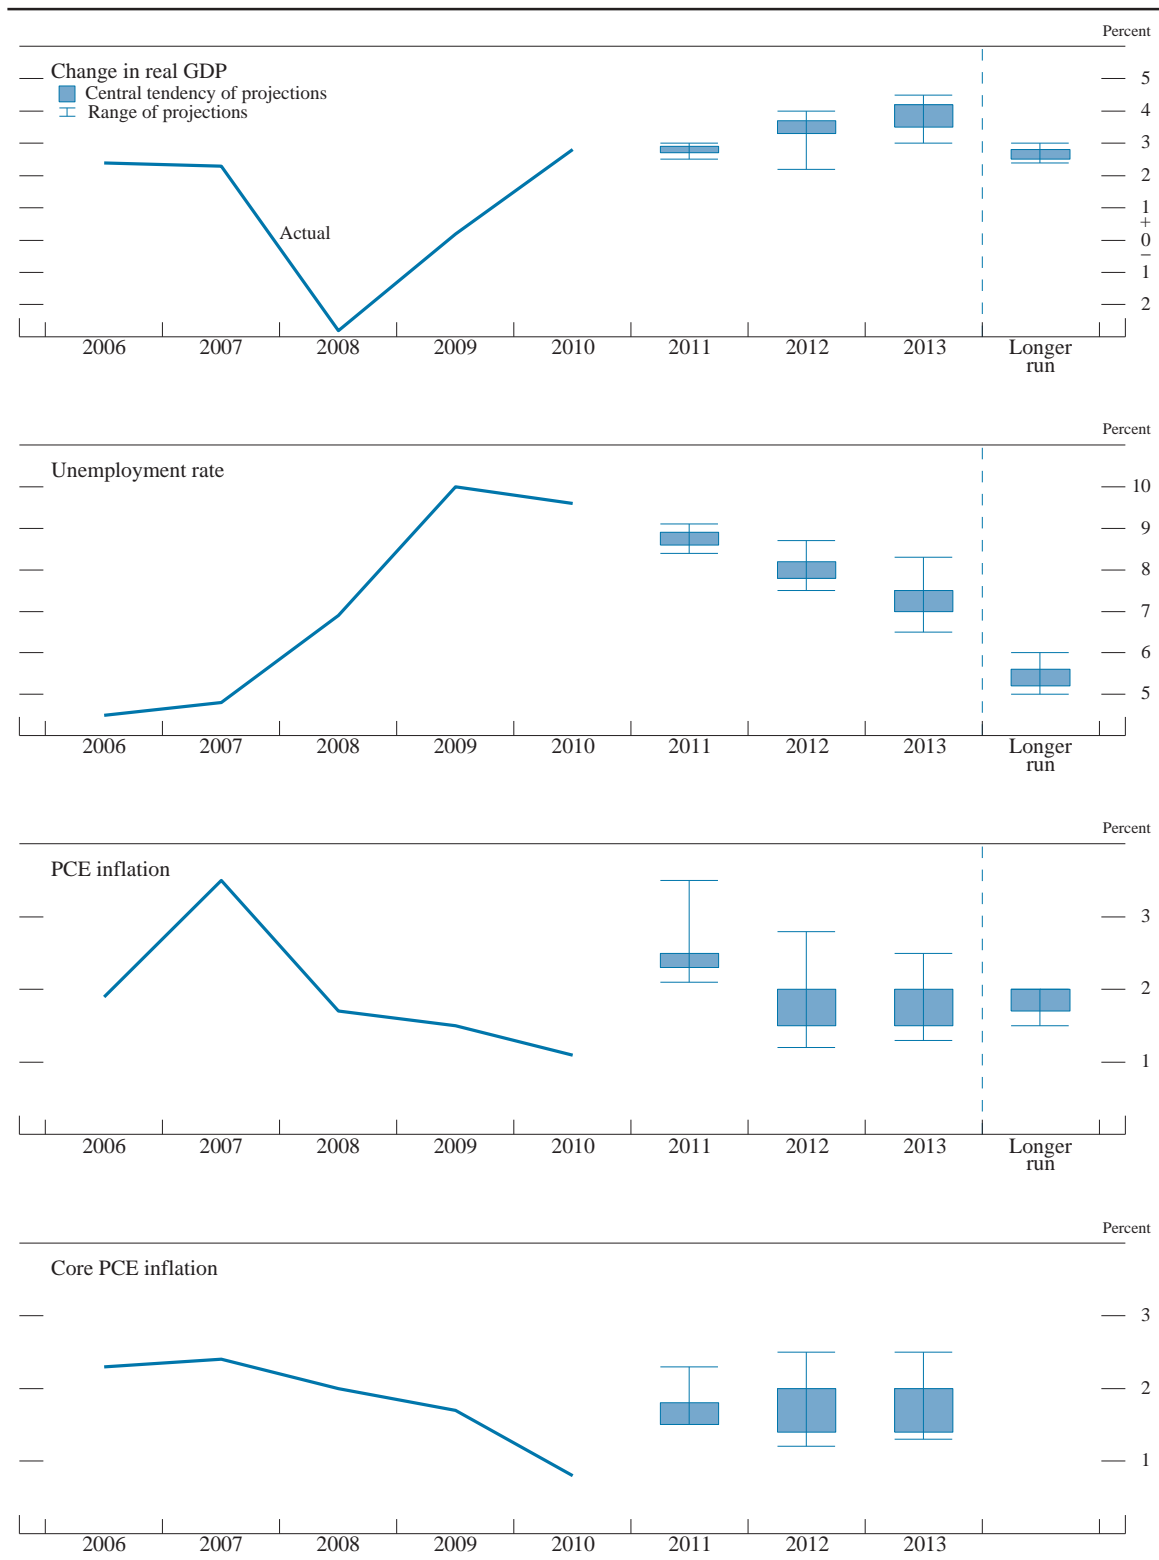 Percent
Change in real GDP
Central tendency of projections
Range of projections
Actual
5
4
3
2
1
+
0
−
1
2
2006 2007 2008 2009 2010 2011 2012 2013 Longer
run
Percent
Unemployment rate
10
9
8
7
6
5
2006 2007 2008 2009 2010 2011 2012 2013 Longer
run
Percent
PCE inflation
3
2
1
2006 2007 2008 2009 2010 2011 2012 2013 Longer
run
Percent
Core PCE inflation
3
2
1
2006 2007 2008 2009 2010 2011 2012 2013